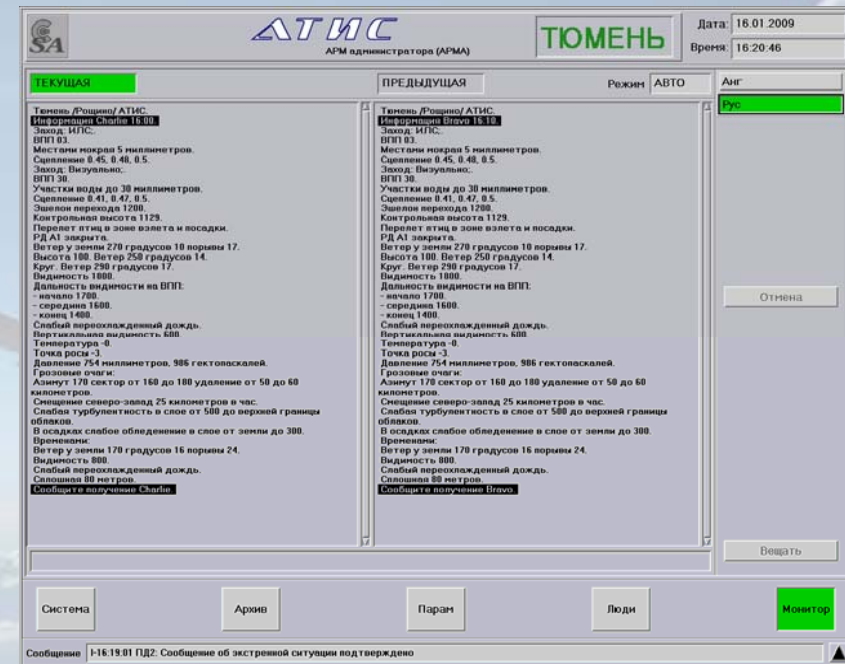 CSA
АТИС
АРМ администратора (АРМА)
ТЮМЕНЬ
Дата: 16.01.2009
Время: 16:20:46
ТЕКУЩАЯ
ПРЕДЫДУЩАЯ
Режим АВТО
Анг
Рус
Тюмень /Рощино/ АТИС.
Информация Charlie 16:00.
Заход: ИЛС;.
ВПП 03.
Местами мокрая 5 миллиметров.
Сцепление 0.45, 0.48, 0.5.
Заход: Визуально;.
ВПП 30.
Участки воды до 30 миллиметров.
Сцепление 0.41, 0.47, 0.5.
Эшелон перехода 1200.
Контрольная высота 1129.
Перелет птиц в зоне взлета и посадки.
РД A1 закрыта.
Ветер у земли 270 градусов 10 порывы 17.
Высота 100. Ветер 250 градусов 14.
Круг. Ветер 290 градусов 17.
Видимость 1000.
Дальность видимости на ВПП:
- начало 1700.
- середина 1600.
- конец 1400.
Слабый переохлажденный дождь.
Вертикальная видимость 600.
Температура -0.
Точка росы -3.
Давление 754 миллиметров, 986 гектопаскалей.
Грозовые очаги:
Азимут 170 сектор от 160 до 180 удаление от 50 до 60
километров.
Смещение северо-запад 25 километров в час.
Слабая турбулентность в слое от 500 до верхней границы
облаков.
В осадках слабое обледенение в слое от земли до 300.
Временами:
Ветер у земли 170 градусов 16 порывы 24.
Видимость 800.
Слабый переохлажденный дождь.
Сплошная 80 метров.
Сообщите получение Charlie.
Тюмень /Рощино/ АТИС.
Информация Bravo 16:10.
Заход: ИЛС;.
ВПП 03.
Местами мокрая 5 миллиметров.
Сцепление 0.45, 0.48, 0.5.
Заход: Визуально;.
ВПП 30.
Участки воды до 30 миллиметров.
Сцепление 0.41, 0.47, 0.5.
Эшелон перехода 1200.
Контрольная высота 1129.
Перелет птиц в зоне взлета и посадки.
РД A1 закрыта.
Ветер у земли 270 градусов 10 порывы 17.
Высота 100. Ветер 250 градусов 14.
Круг. Ветер 290 градусов 17.
Видимость 1000.
Дальность видимости на ВПП:
- начало 1700.
- середина 1600.
- конец 1400.
Слабый переохлажденный дождь.
Вертикальная видимость 600.
Температура -0.
Точка росы -3.
Давление 754 миллиметров, 986 гектопаскалей.
Грозовые очаги:
Азимут 170 сектор от 160 до 180 удаление от 50 до 60
километров.
Смещение северо-запад 25 километров в час.
Слабая турбулентность в слое от 500 до верхней границы
облаков.
В осадках слабое обледенение в слое от земли до 300.
Временами:
Ветер у земли 170 градусов 16 порывы 24.
Видимость 800.
Слабый переохлажденный дождь.
Сплошная 80 метров.
Сообщите получение Bravo.
Отмена
Вещать
Система
Архив
Парам
Люди
Монитор
Сообщение I-16:19:01 ПД2: Сообщение об экстренной ситуации подтверждено